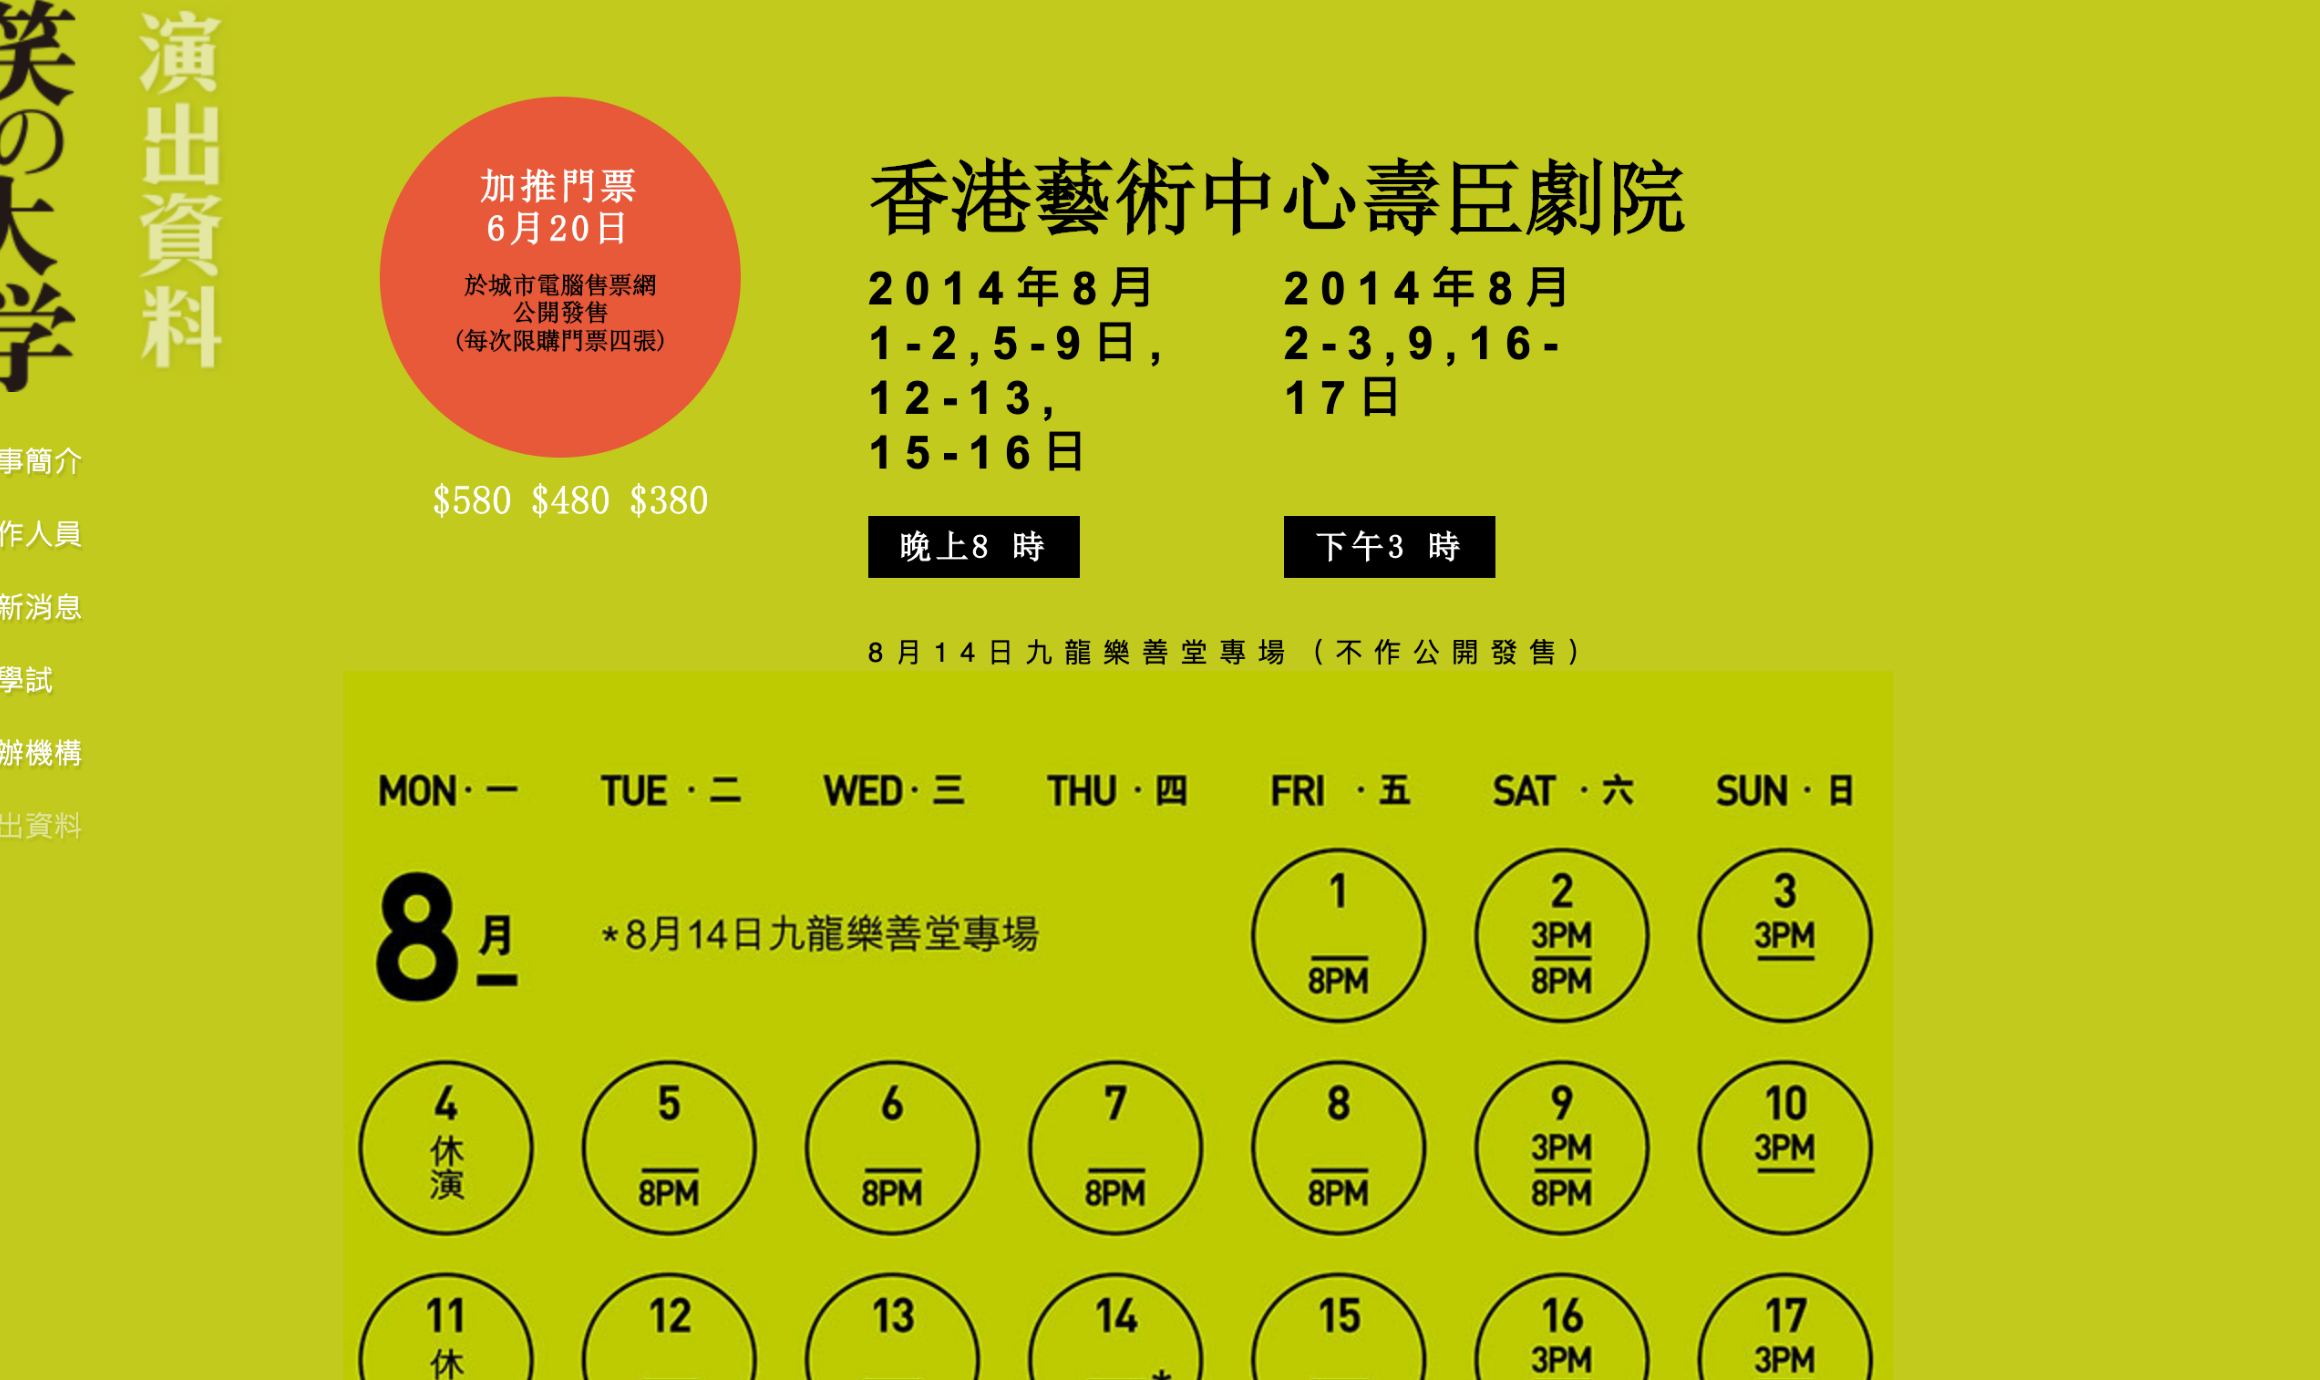 笑の大学
演出資料
事簡介
作人員
新消息
學試
辦機構
出資料
加推門票
6月20日
於城市電腦售票網
公開發售
(每次限購門票四張)
$580 $480 $380
香港藝術中心壽臣劇院
2014年8月
1-2,5-9日,
12-13,
15-16日
晚上8 時
2014年8月
2-3,9,16-
17日
下午3 時
8月14日九龍樂善堂專場（不作公開發售）
MON·一 TUE·二 WED·三 THU·四 FRI·五 SAT·六 SUN·日
8月
*8月14日九龍樂善堂專場
1 8PM
2 3PM 8PM
3 3PM
4 休演
5 8PM
6 8PM
7 8PM
8 8PM
9 3PM 8PM
10 3PM
11 休
12
13
14 *
15
16 3PM
17 3PM